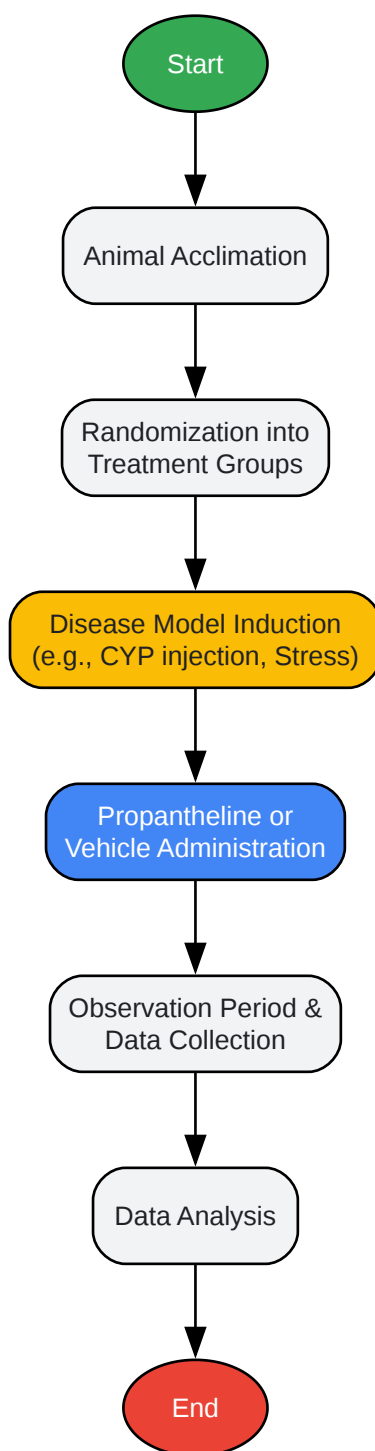 Start
Animal Acclimation
Randomization into
Treatment Groups
Disease Model Induction
(e.g., CYP injection, Stress)
Propantheline or
Vehicle Administration
Observation Period &
Data Collection
Data Analysis
End